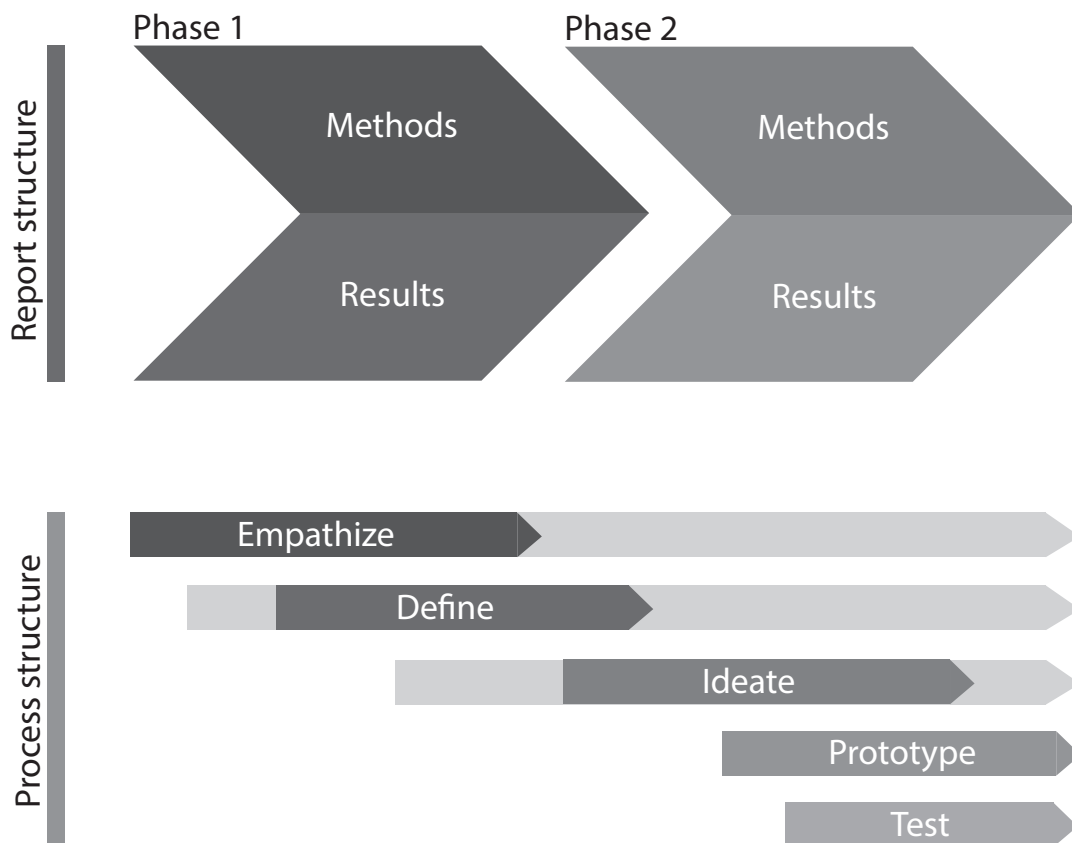 Phase 1
Phase 2
Report structure
Methods
Methods
Results
Results
Process structure
Empathize
Define
Ideate
Prototype
Test